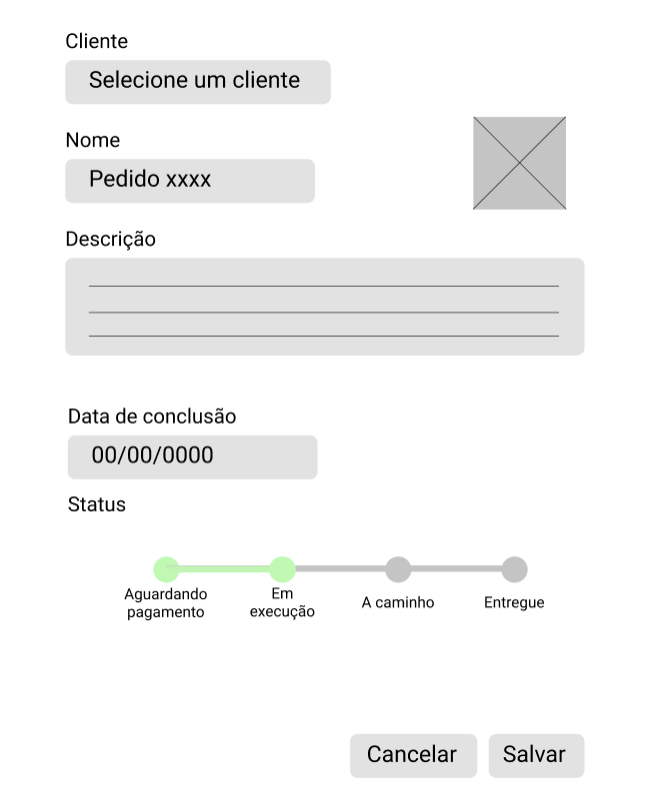 Cliente
Selecione um cliente
Nome
Pedido xxxx
Descrição
Data de conclusão
00/00/0000
Status
Aguardando
pagamento
Em
execução
A caminho
Entregue
Cancelar
Salvar